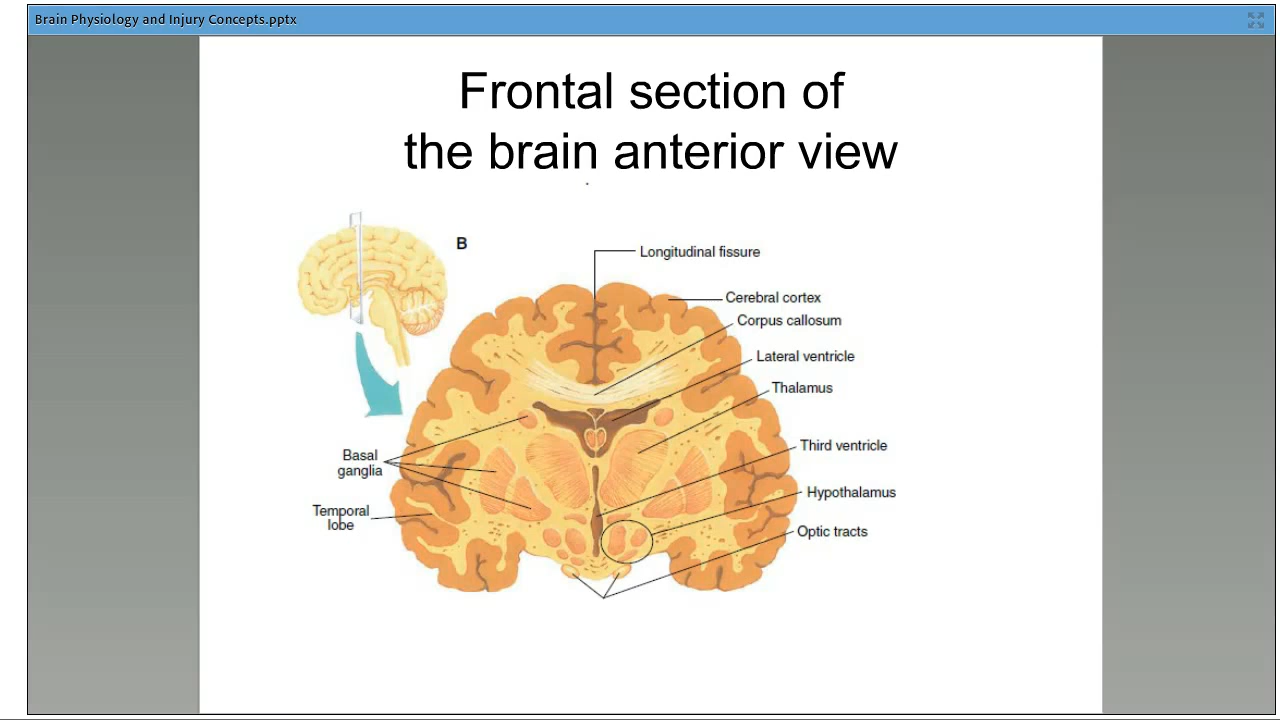 Brain Physiology and Injury Concepts.pptx
Frontal section of
the brain anterior view
B
Longitudinal fissure
Cerebral cortex
Corpus callosum
Lateral ventricle
Thalamus
Third ventricle
Hypothalamus
Optic tracts
Basal
ganglia
Temporal
lobe